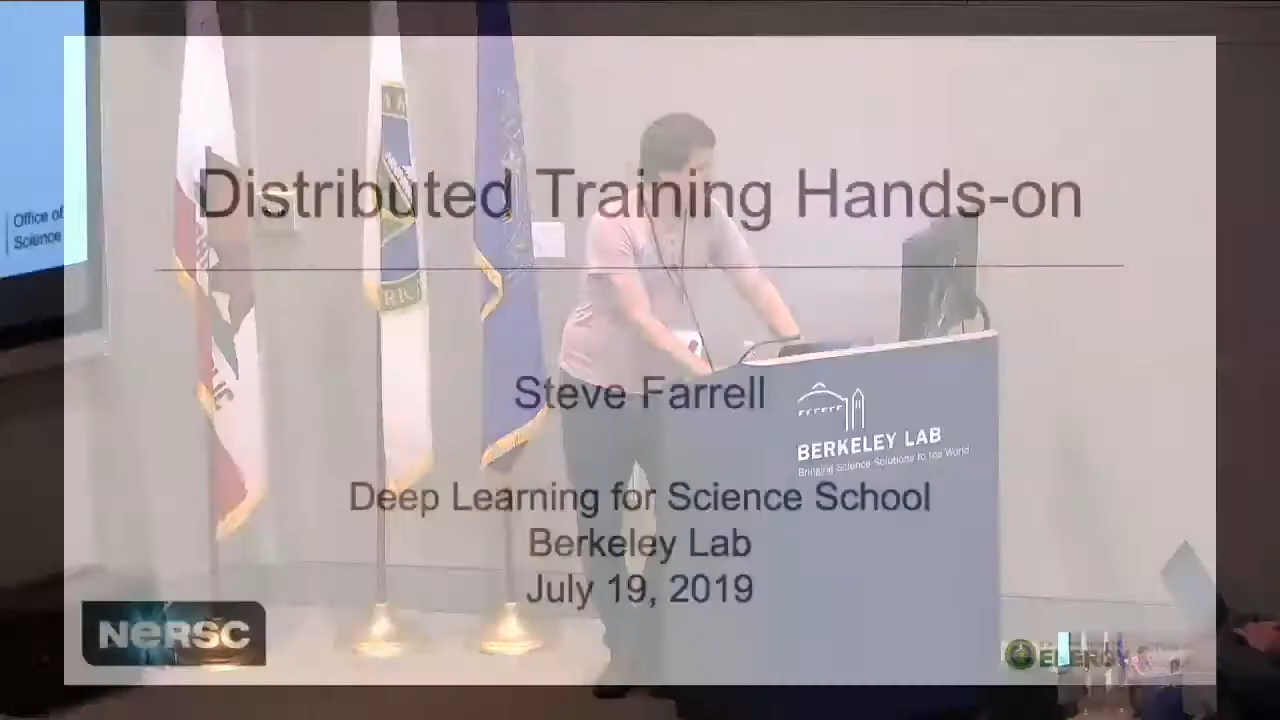 Office of
Science
Distributed Training Hands-on
Steve Farrell
BERKELEY LAB
Bringing Science Solutions to the World
Deep Learning for Science School
Berkeley Lab
July 19, 2019
NERSC
ENERGY